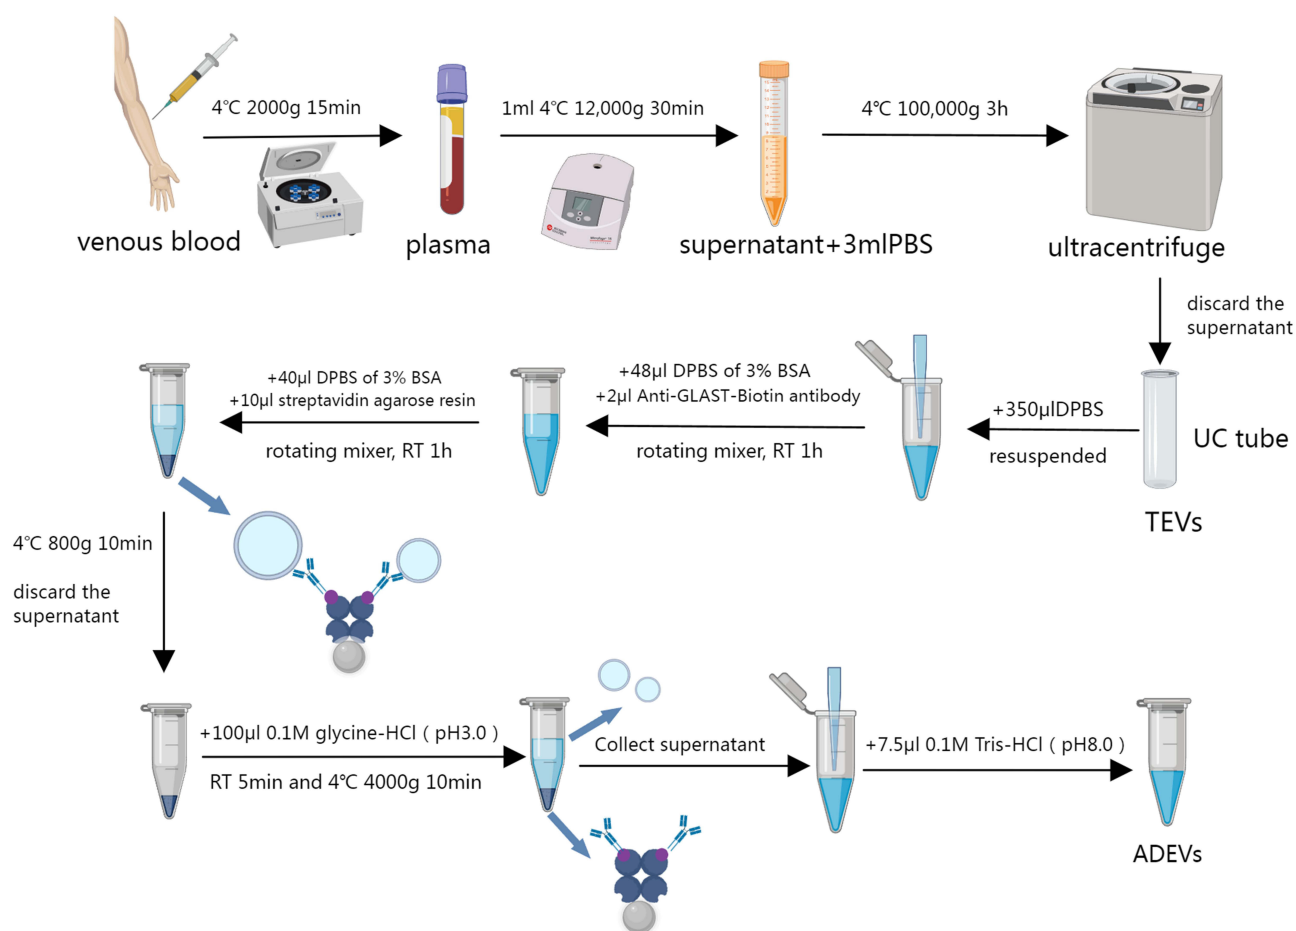 4℃ 2000g 15min
1ml 4℃ 12,000g 30min
4℃ 100,000g 3h
venous blood
plasma
supernatant+3mlPBS
ultracentrifuge
discard the
supernatant
+350μlDPBS
resuspended
UC tube
TEVs
+48μl DPBS of 3% BSA
+2μl Anti-GLAST-Biotin antibody
rotating mixer, RT 1h
+40μl DPBS of 3% BSA
+10μl streptavidin agarose resin
rotating mixer, RT 1h
4℃ 800g 10min
discard the
supernatant
+100μl 0.1M glycine-HCl ( pH3.0 )
RT 5min and 4℃ 4000g 10min
Collect supernatant
+7.5μl 0.1M Tris-HCl ( pH8.0 )
ADEVs